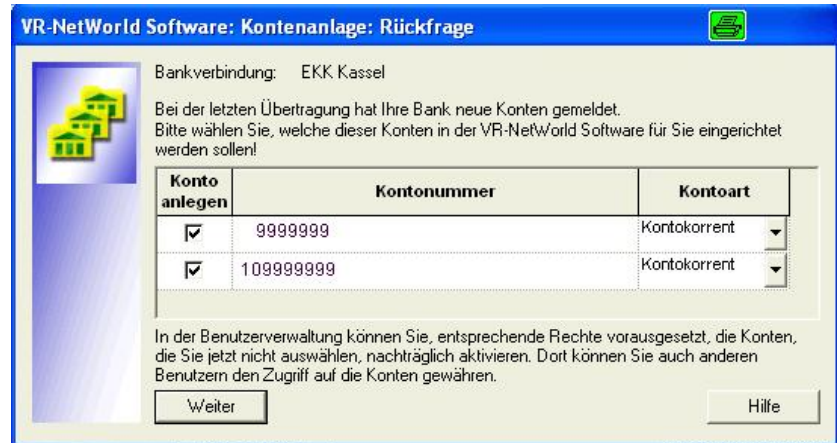 VR-NetWorld Software: Kontenanlage: Rückfrage
Bankverbindung: EKK Kassel
Bei der letzten Übertragung hat Ihre Bank neue Konten gemeldet.
Bitte wählen Sie, welche dieser Konten in der VR-NetWorld Software für Sie eingerichtet
werden sollen!
Konto anlegen Kontonummer Kontoart
9999999 Kontokorrent
109999999 Kontokorrent
In der Benutzerverwaltung können Sie, entsprechende Rechte vorausgesetzt, die Konten,
die Sie jetzt nicht auswählen, nachträglich aktivieren. Dort können Sie auch anderen
Benutzern den Zugriff auf die Konten gewähren.
Weiter Hilfe